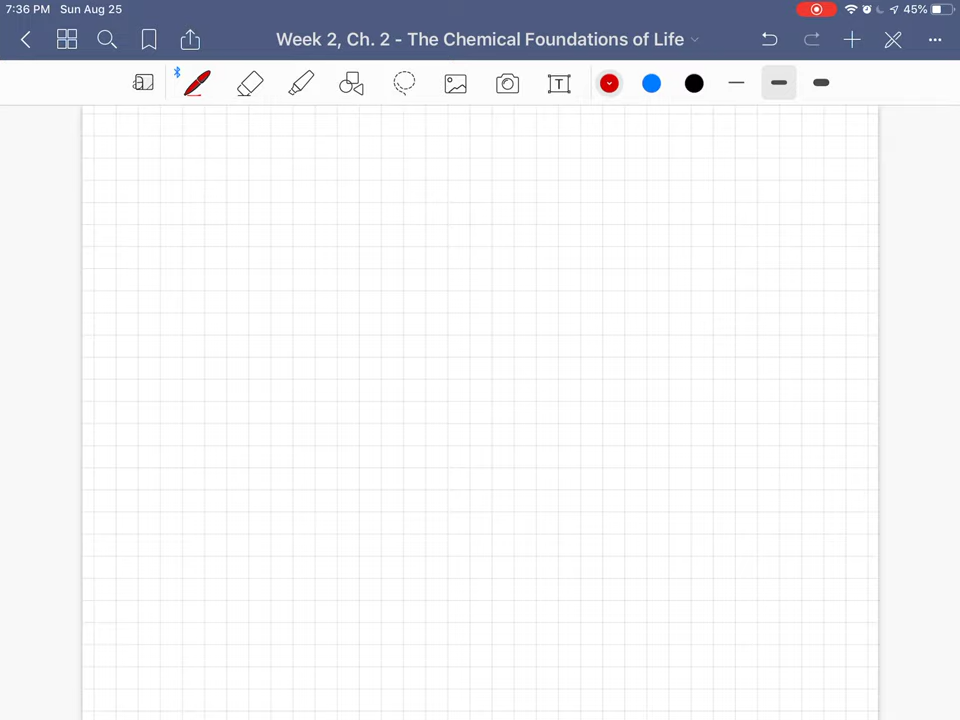 7:36 PM Sun Aug 25
45%
Week 2, Ch. 2 - The Chemical Foundations of Life
a
T